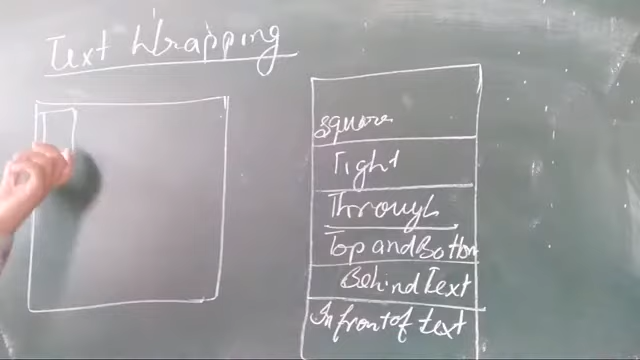 Text Wrapping
Square
Tight
Through
Top and Bottom
Behind Text
In front of text